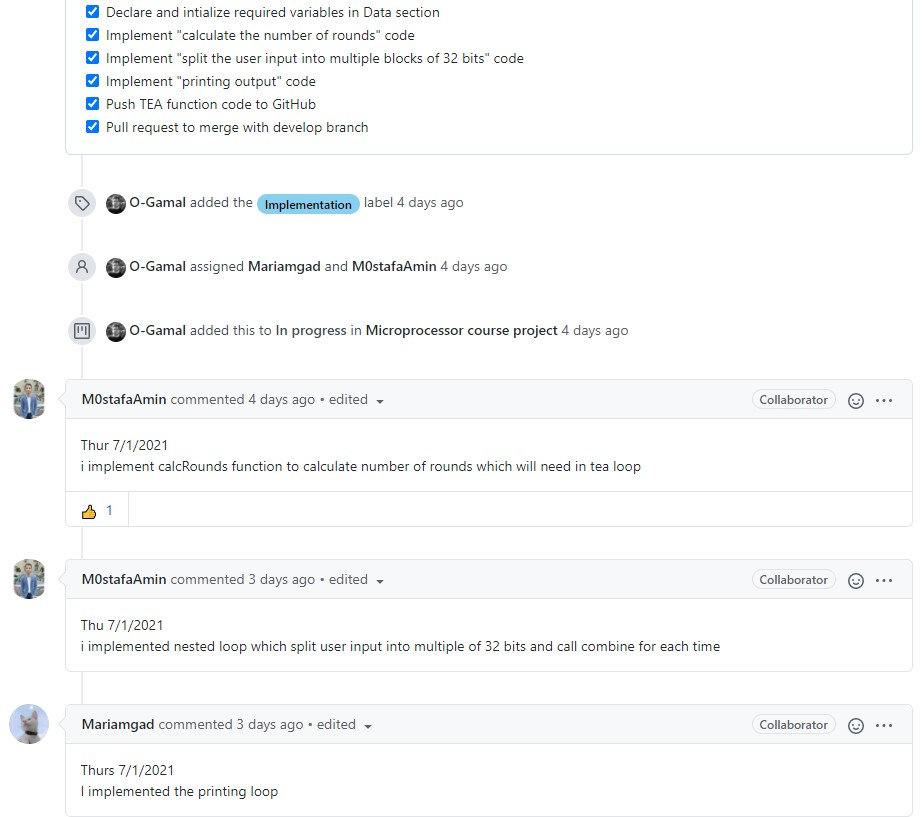 Declare and intialize required variables in Data section
Implement "calculate the number of rounds" code
Implement "split the user input into multiple blocks of 32 bits" code
Implement "printing output" code
Push TEA function code to GitHub
Pull request to merge with develop branch
O-Gamal added the Implementation label 4 days ago
O-Gamal assigned Mariamgad and M0stafaAmin 4 days ago
O-Gamal added this to In progress in Microprocessor course project 4 days ago
M0stafaAmin commented 4 days ago • edited Collaborator
Thur 7/1/2021
i implement calcRounds function to calculate number of rounds which will need in tea loop
👍 1
M0stafaAmin commented 3 days ago • edited Collaborator
Thu 7/1/2021
i implemented nested loop which split user input into multiple of 32 bits and call combine for each time
Mariamgad commented 3 days ago • edited Collaborator
Thurs 7/1/2021
I implemented the printing loop